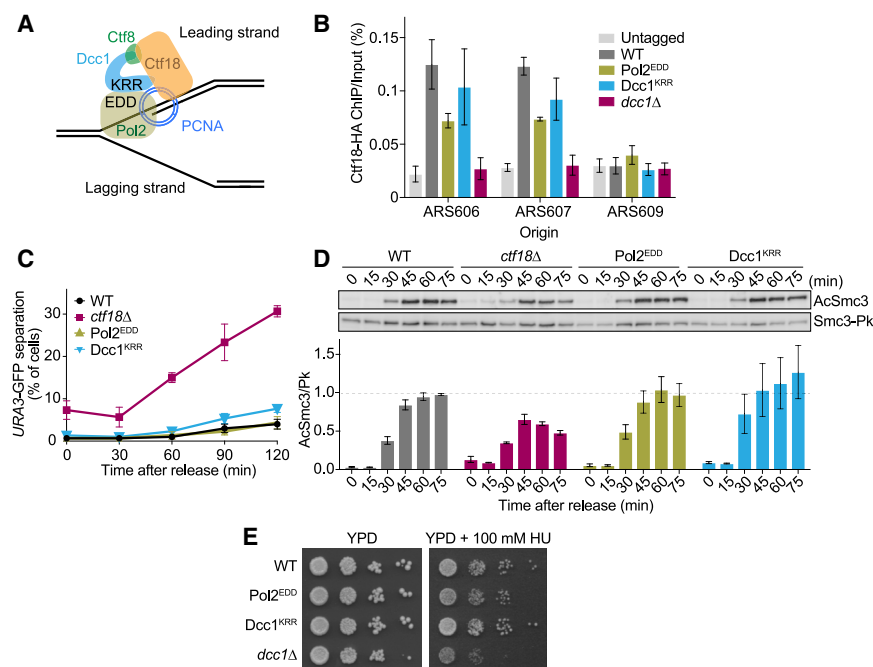 A
Ctf8
Leading strand
Dcc1
Ctf18
KRR
EDD
Pol2
PCNA
Lagging strand
B
Ctf18-HA ChIP/Input (%)
0.15
0.1
0.05
0
Untagged
WT
Pol2EDD
Dcc1KRR
dcc1Δ
ARS606 ARS607 ARS609
Origin
C
URA3-GFP separation
(% of cells)
40
30
20
10
0
WT
ctf18Δ
Pol2EDD
Dcc1KRR
0 30 60 90 120
Time after release (min)
D
WT ctf18Δ Pol2EDD Dcc1KRR
0 15 30 45 60 75 0 15 30 45 60 75 0 15 30 45 60 75 0 15 30 45 60 75 (min)
AcSmc3
Smc3-Pk
AcSmc3/Pk
1.5
1.0
0.5
0.0
0 15 30 45 60 75 0 15 30 45 60 75 0 15 30 45 60 75 0 15 30 45 60 75
Time after release (min)
E
YPD YPD + 100 mM HU
WT
Pol2EDD
Dcc1KRR
dcc1Δ